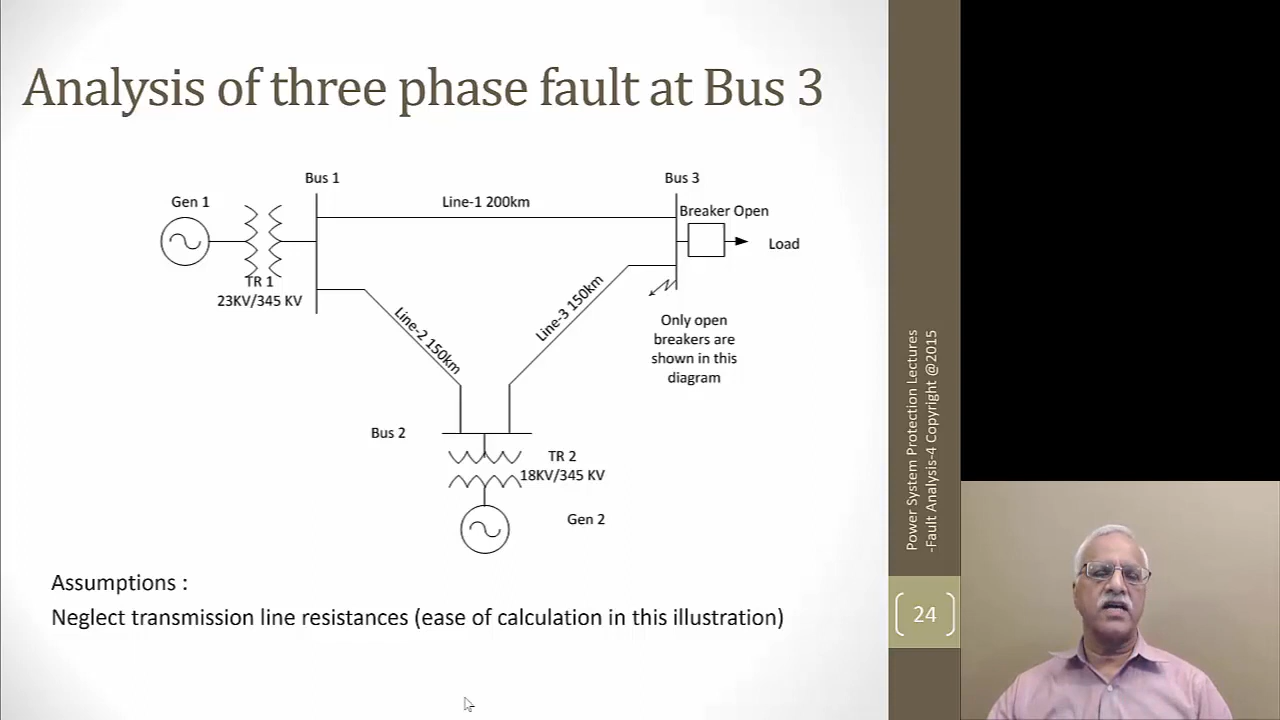 Analysis of three phase fault at Bus 3
Bus 1
Bus 3
Gen 1
Line-1 200km
Breaker Open
Load
TR 1
23KV/345 KV
Line-2 150km
Line-3 150km
Only open
breakers are
shown in this
diagram
Bus 2
TR 2
18KV/345 KV
Gen 2
Assumptions :
Neglect transmission line resistances (ease of calculation in this illustration)
Power System Protection Lectures
-Fault Analysis-4 Copyright @2015
24